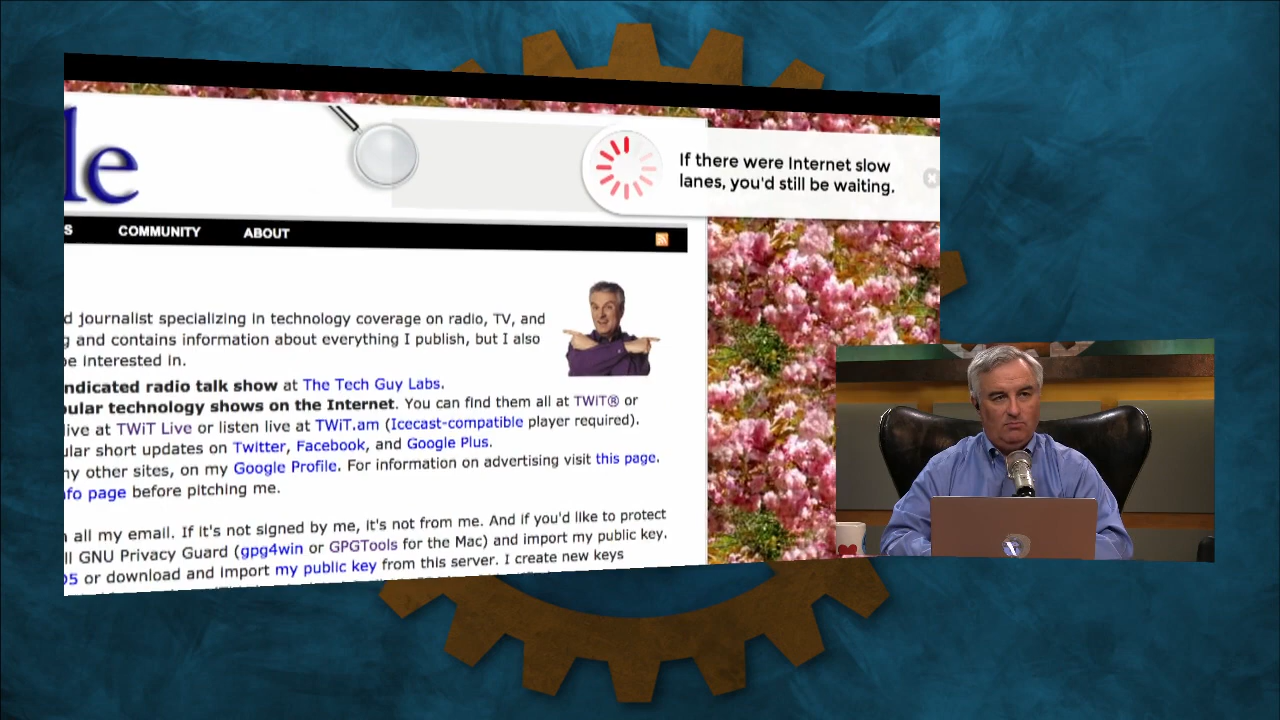 le
If there were Internet slow
lanes, you'd still be waiting.
S COMMUNITY ABOUT
d journalist specializing in technology coverage on radio, TV, and
g and contains information about everything I publish, but I also
be interested in.
ndicated radio talk show at The Tech Guy Labs.
pular technology shows on the Internet. You can find them all at TWiT® or
live at TWiT Live or listen live at TWiT.am (Icecast-compatible player required).
ular short updates on Twitter, Facebook, and Google Plus.
ny other sites, on my Google Profile. For information on advertising visit this page.
nfo page before pitching me.
n all my email. If it's not signed by me, it's not from me. And if you'd like to protect
ll GNU Privacy Guard (gpg4win or GPGTools for the Mac) and import my public key.
05 or download and import my public key from this server. I create new keys